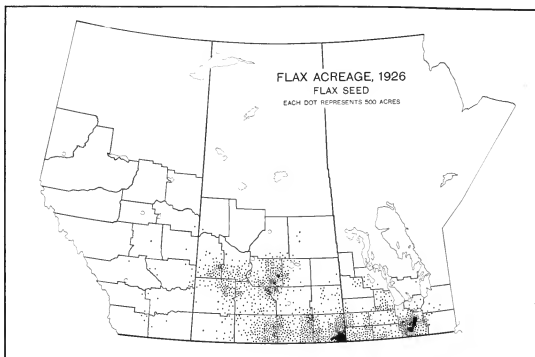 FLAX ACREAGE, 1926
FLAX SEED
EACH DOT REPRESENTS 500 ACRES